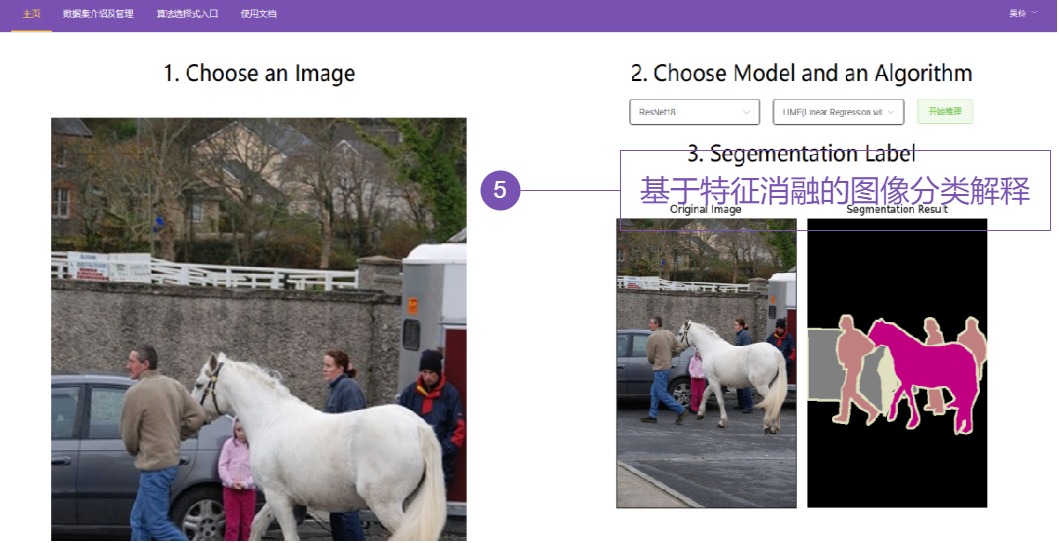 主页 数据集介绍及管理 算法选择式入口 使用文档 吴伶
1. Choose an Image
2. Choose Model and an Algorithm
ResNet18
LIME(Linear Regression wit
开始推理
3. Segementation Label
5
基于特征消融的图像分类解释
Original Image
Segmentation Result